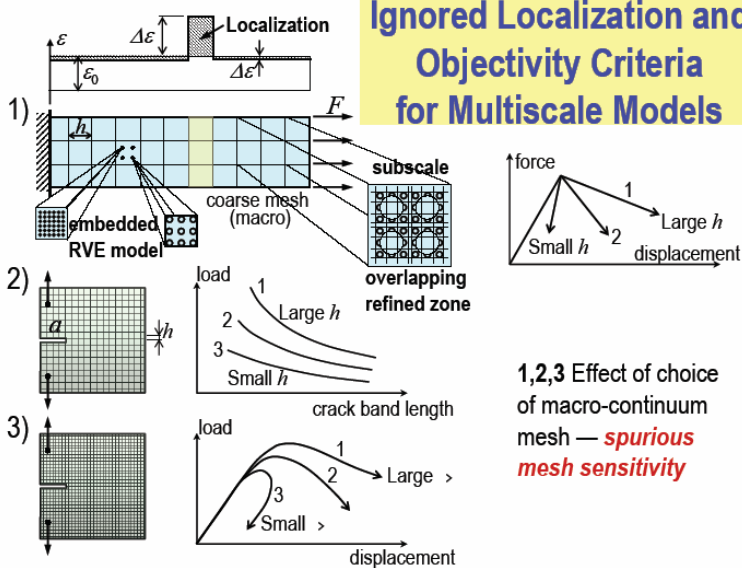 Ignored Localization and
Objectivity Criteria
for Multiscale Models
Δε
Localization
ε
ε0
Δε
1)
h
F
coarse mesh
(macro)
embedded
RVE model
subscale
overlapping
refined zone
force
1
Large h
Small h
2
displacement
2)
a
h
load
1
Large h
2
3
Small h
crack band length
3)
load
1
2
3
Large >
Small >
displacement
1,2,3 Effect of choice
of macro-continuum
mesh — spurious
mesh sensitivity